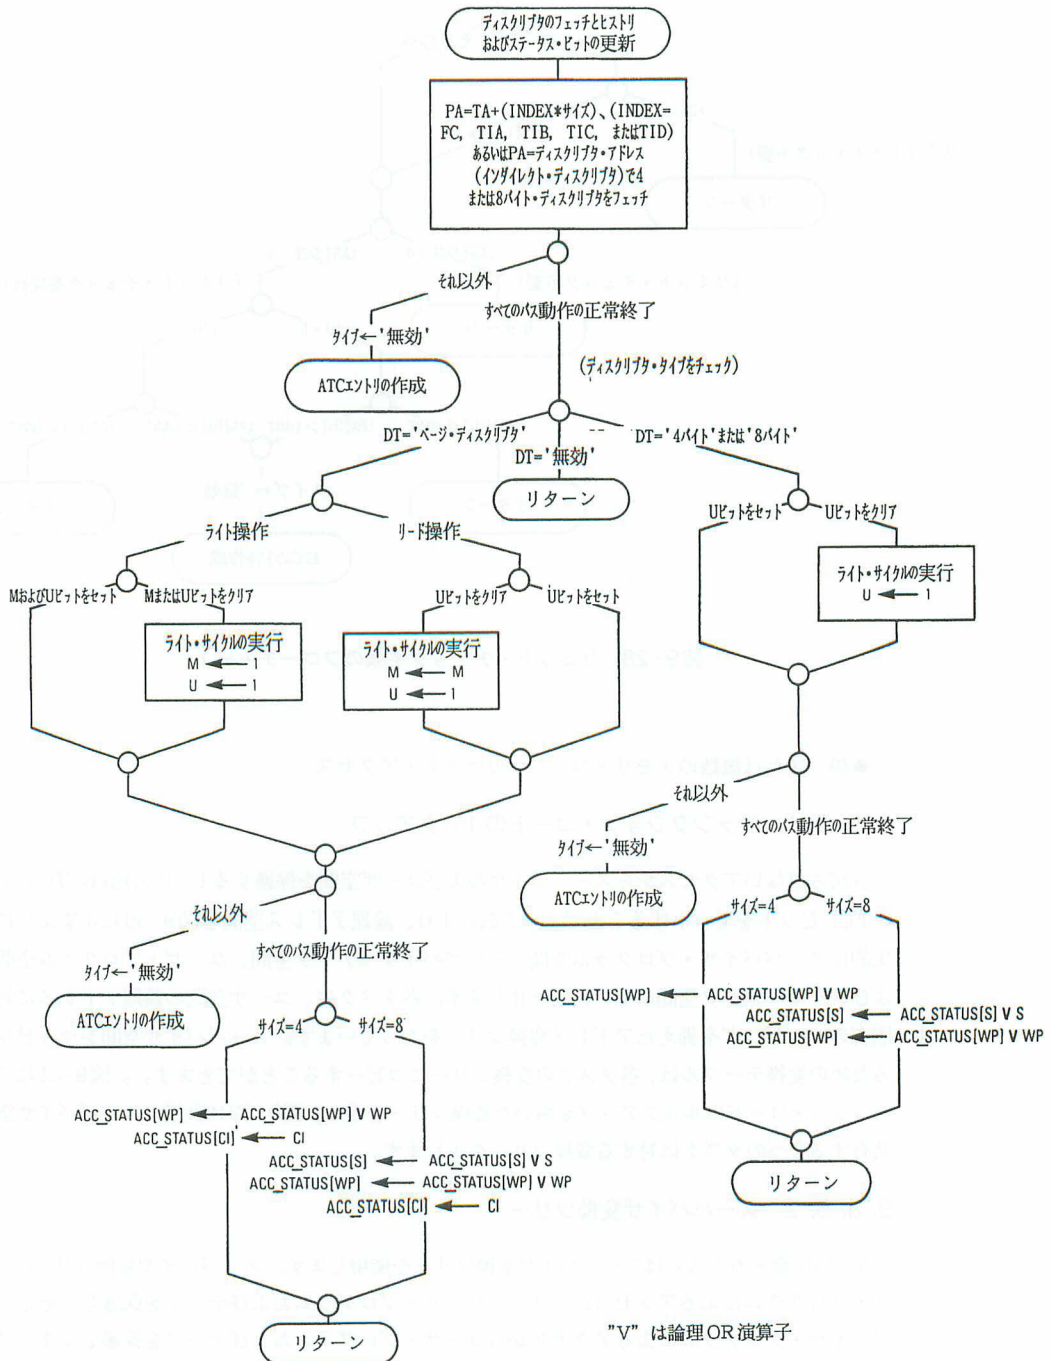 ディスクリプタのフェッチとヒストリ
およびステータス・ビットの更新
PA=TA+(INDEX*サイズ)、(INDEX=
FC, TIA, TIB, TIC, またはTID)
あるいはPA=ディスクリプタ・アドレス
(インダイレクト・ディスクリプタ)で4
または8バイト・ディスクリプタをフェッチ
それ以外
すべてのバス動作の正常終了
タイプ←'無効'
ATCエントリの作成
(ディスクリプタ・タイプをチェック)
DT='ページ・ディスクリプタ'
DT='無効'
DT='4バイト'または'8バイト'
リターン
ライト操作
リード操作
MおよびUビットをセット
MまたはUビットをクリア
Uビットをクリア
Uビットをセット
ライト・サイクルの実行
M ← 1
U ← 1
ライト・サイクルの実行
M ← M
U ← 1
Uビットをセット
Uビットをクリア
ライト・サイクルの実行
U ← 1
それ以外
すべてのバス動作の正常終了
タイプ←'無効'
ATCエントリの作成
サイズ=4
サイズ=8
ACC_STATUS[WP] ← ACC_STATUS[WP] V WP
ACC_STATUS[S] ← ACC_STATUS[S] V S
ACC_STATUS[WP] ← ACC_STATUS[WP] V WP
リターン
それ以外
すべてのバス動作の正常終了
タイプ←'無効'
ATCエントリの作成
サイズ=4
サイズ=8
ACC_STATUS[WP] ← ACC_STATUS[WP] V WP
ACC_STATUS[CI] ← CI
ACC_STATUS[S] ← ACC_STATUS[S] V S
ACC_STATUS[WP] ← ACC_STATUS[WP] V WP
ACC_STATUS[CI] ← CI
リターン
"V" は論理OR演算子